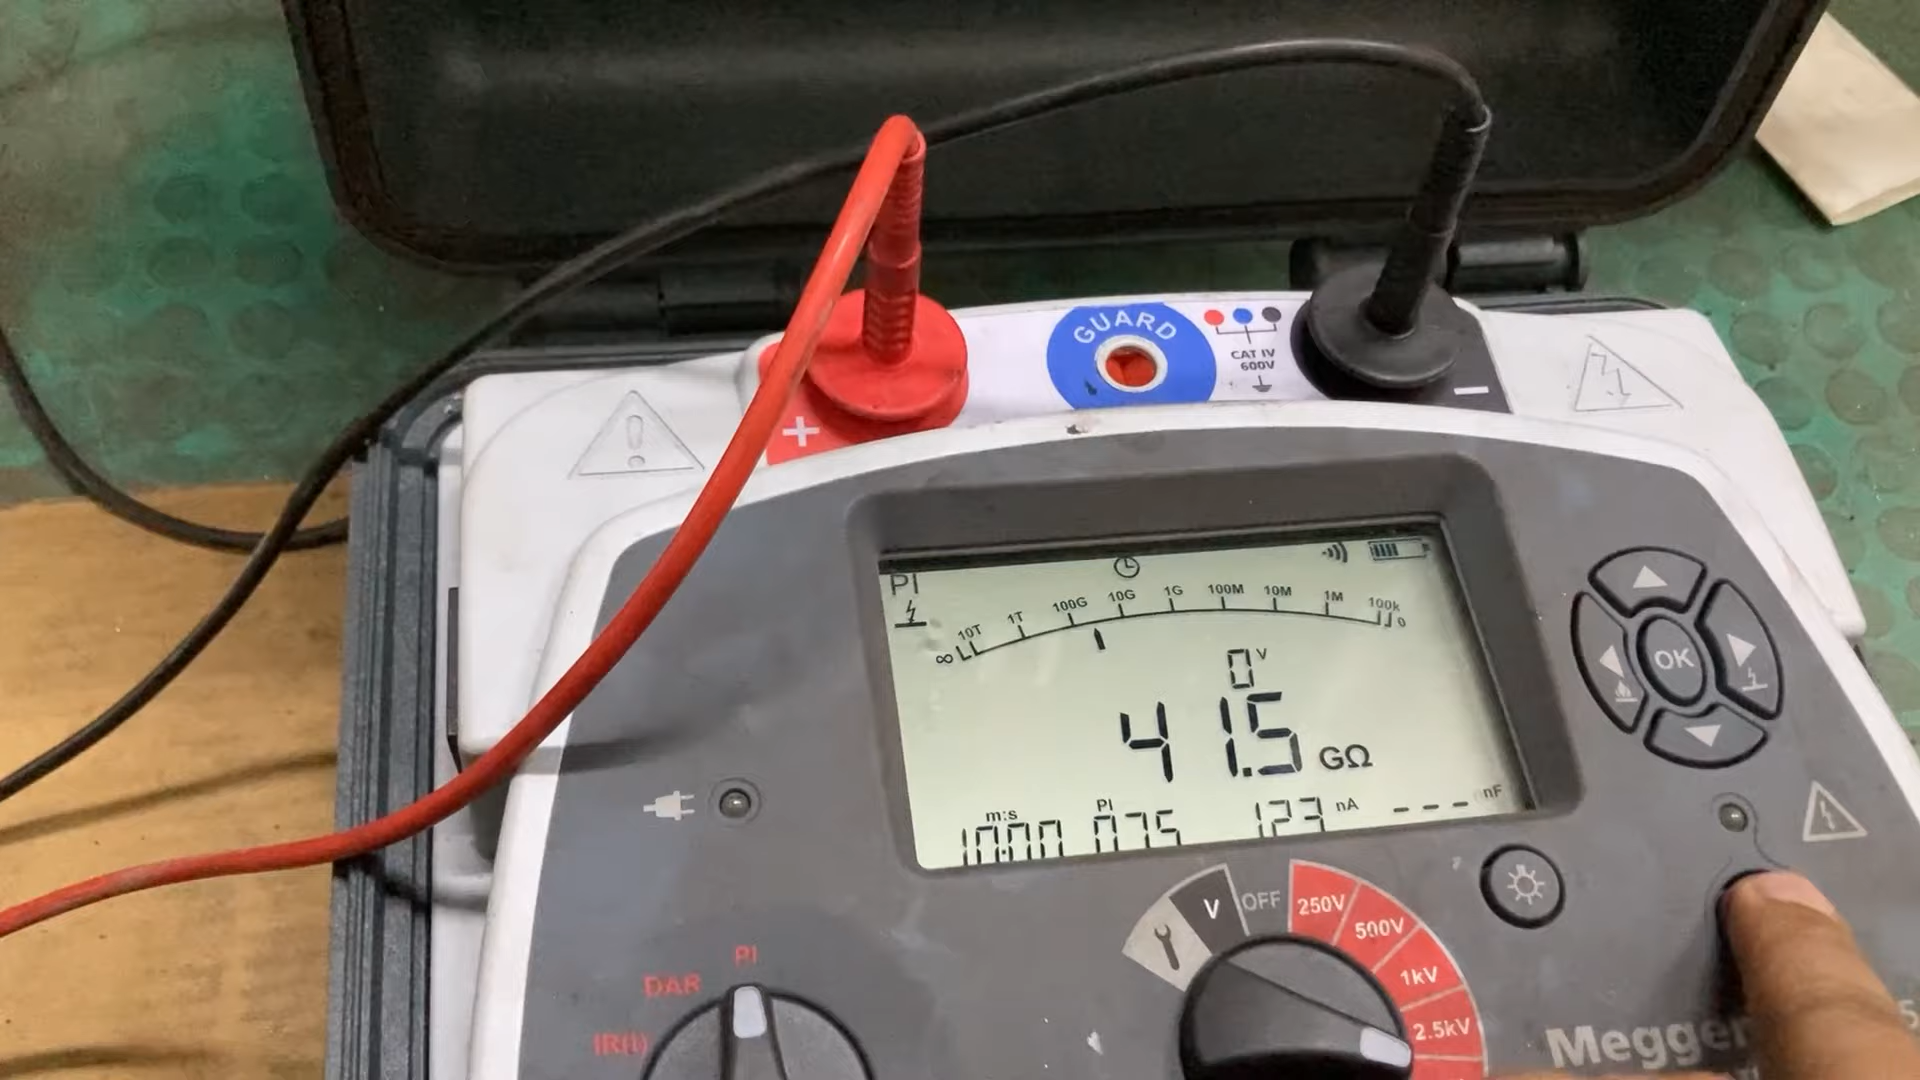 GUARD
CAT IV
600V
+
−
PI
10T 1T 100G 10G 1G 100M 10M 1M 100k
∞ 0
0 V
41.5 GΩ
m:s PI
10:00 0.75 123 nA - - - nF
OK
V OFF 250V
500V
1kV
2.5kV
PI
DAR
IR(t)
Megger